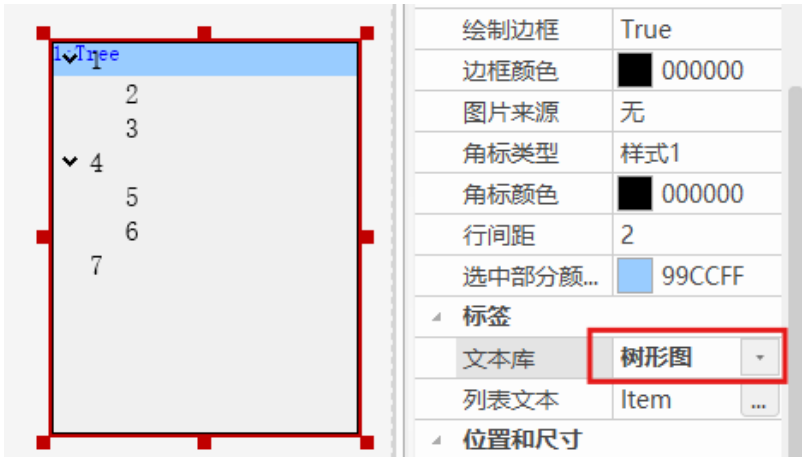 1:Tree
1
2
3
4
5
6
7
绘制边框 True
边框颜色 000000
图片来源 无
角标类型 样式1
角标颜色 000000
行间距 2
选中部分颜... 99CCFF
标签
文本库 树形图
列表文本 Item ...
位置和尺寸